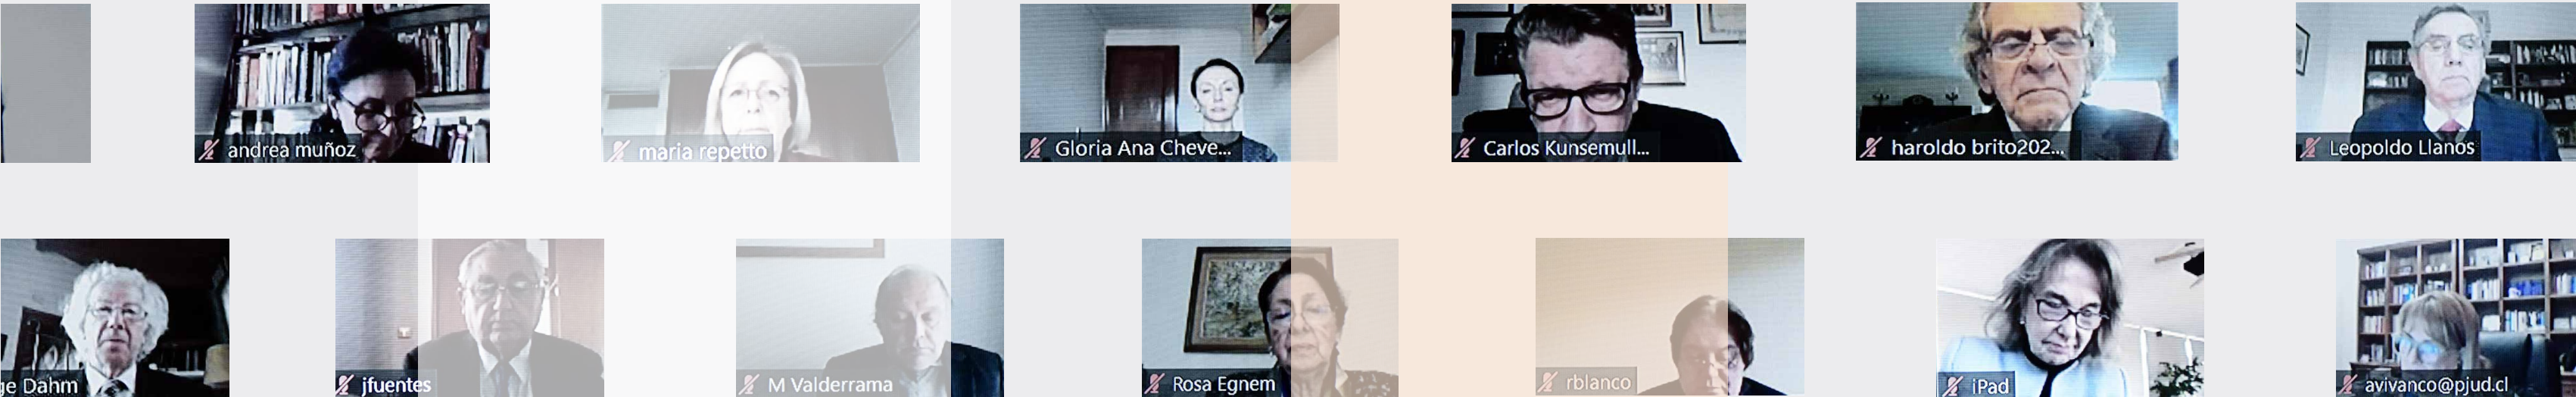 andrea muñoz
maria repetto
Gloria Ana Cheve...
Carlos Kunsemull...
haroldo brito202...
Leopoldo Llanos
ge Dahm
jfuentes
M Valderrama
Rosa Egnem
rblanco
iPad
avivanco@pjud.cl